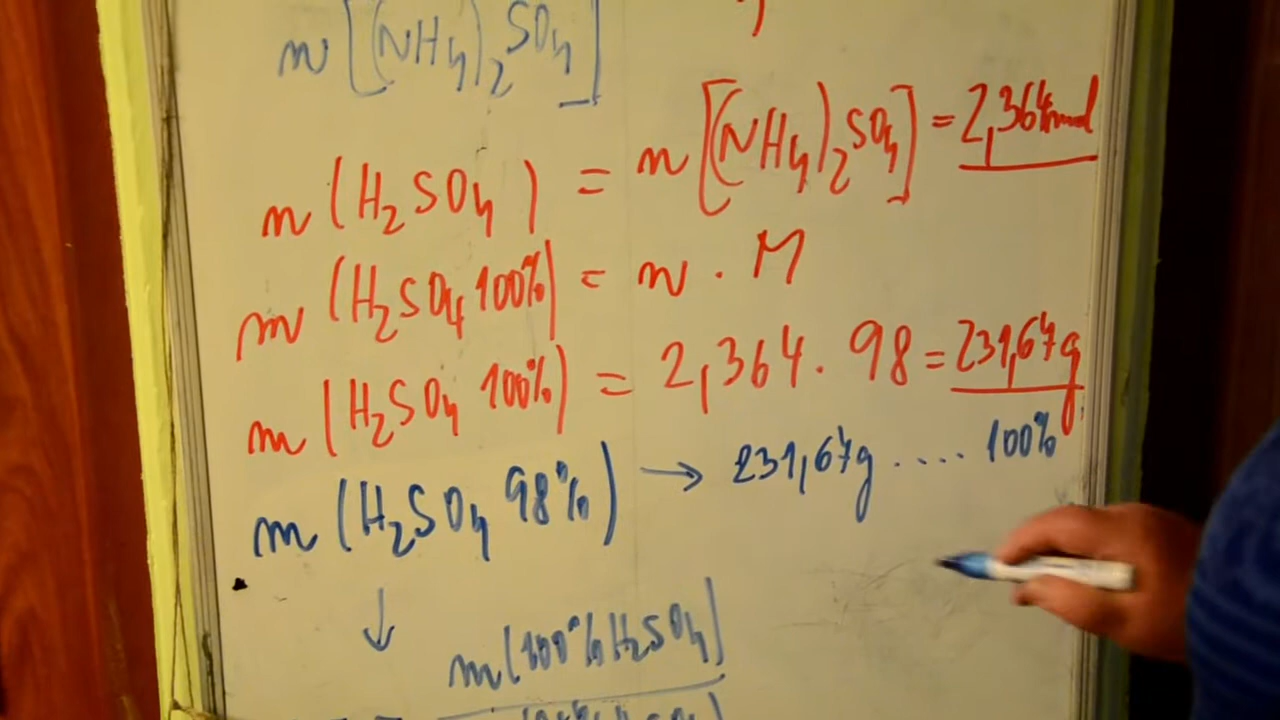 n [(NH4)2SO4]
n (H2SO4) = n [(NH4)2SO4] = 2,364mol
m (H2SO4 100%) = n · M
m (H2SO4 100%) = 2,364 · 98 = 231,67g
m (H2SO4 98%) → 231,67g ..... 100%
↓
m(100% H2SO4)